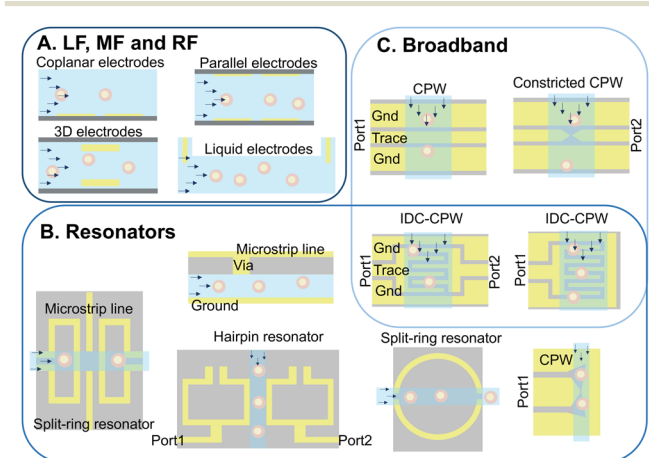 A. LF, MF and RF
Coplanar electrodes
Parallel electrodes
3D electrodes
Liquid electrodes
C. Broadband
CPW
Constricted CPW
Port1
Gnd
Trace
Gnd
Port2
IDC-CPW
IDC-CPW
Port1
Gnd
Trace
Gnd
Port2
Port1
B. Resonators
Microstrip line
Via
Ground
Microstrip line
Split-ring resonator
Hairpin resonator
Port1
Port2
Split-ring resonator
CPW
Port1